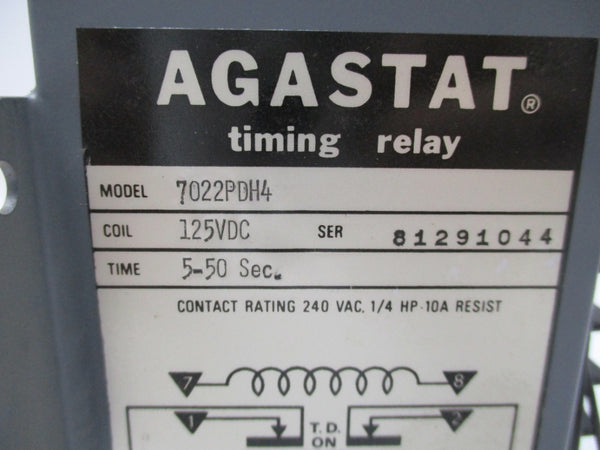 AGASTAT®
timing relay
MODEL 7022PDH4
COIL 125VDC SER 81291044
TIME 5-50 Sec.
CONTACT RATING 240 VAC, 1/4 HP-10A RESIST
7 8
1 T.D. 2
ON